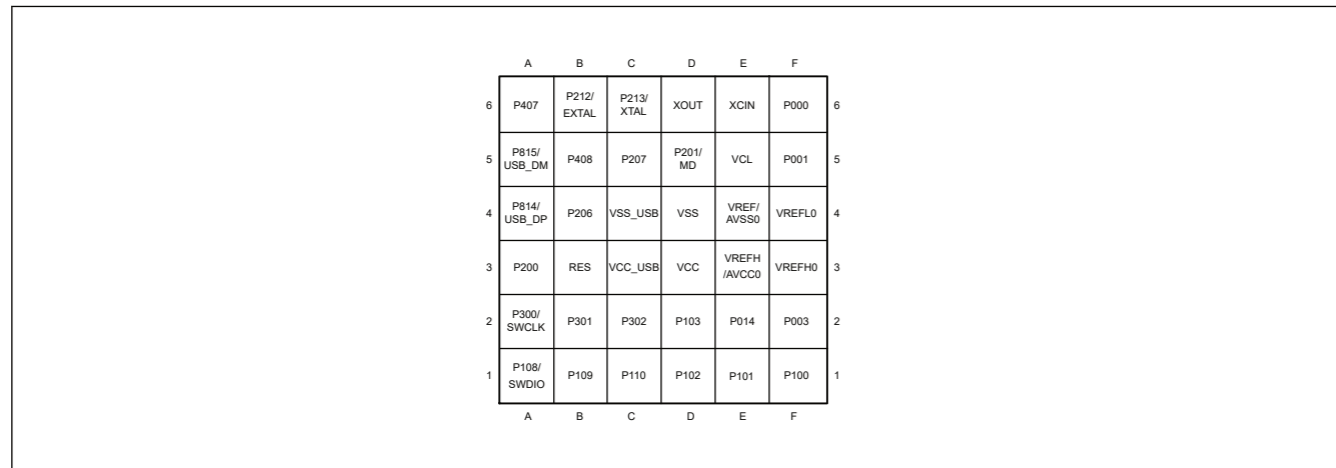 A B C D E F
6 P407 P212/ EXTAL P213/ XTAL XOUT XCIN P000 6
5 P815/ USB_DM P408 P207 P201/ MD VCL P001 5
4 P814/ USB_DP P206 VSS_USB VSS VREF/ AVSS0 VREFL0 4
3 P200 RES VCC_USB VCC VREFH /AVCC0 VREFH0 3
2 P300/ SWCLK P301 P302 P103 P014 P003 2
1 P108/ SWDIO P109 P110 P102 P101 P100 1
A B C D E F